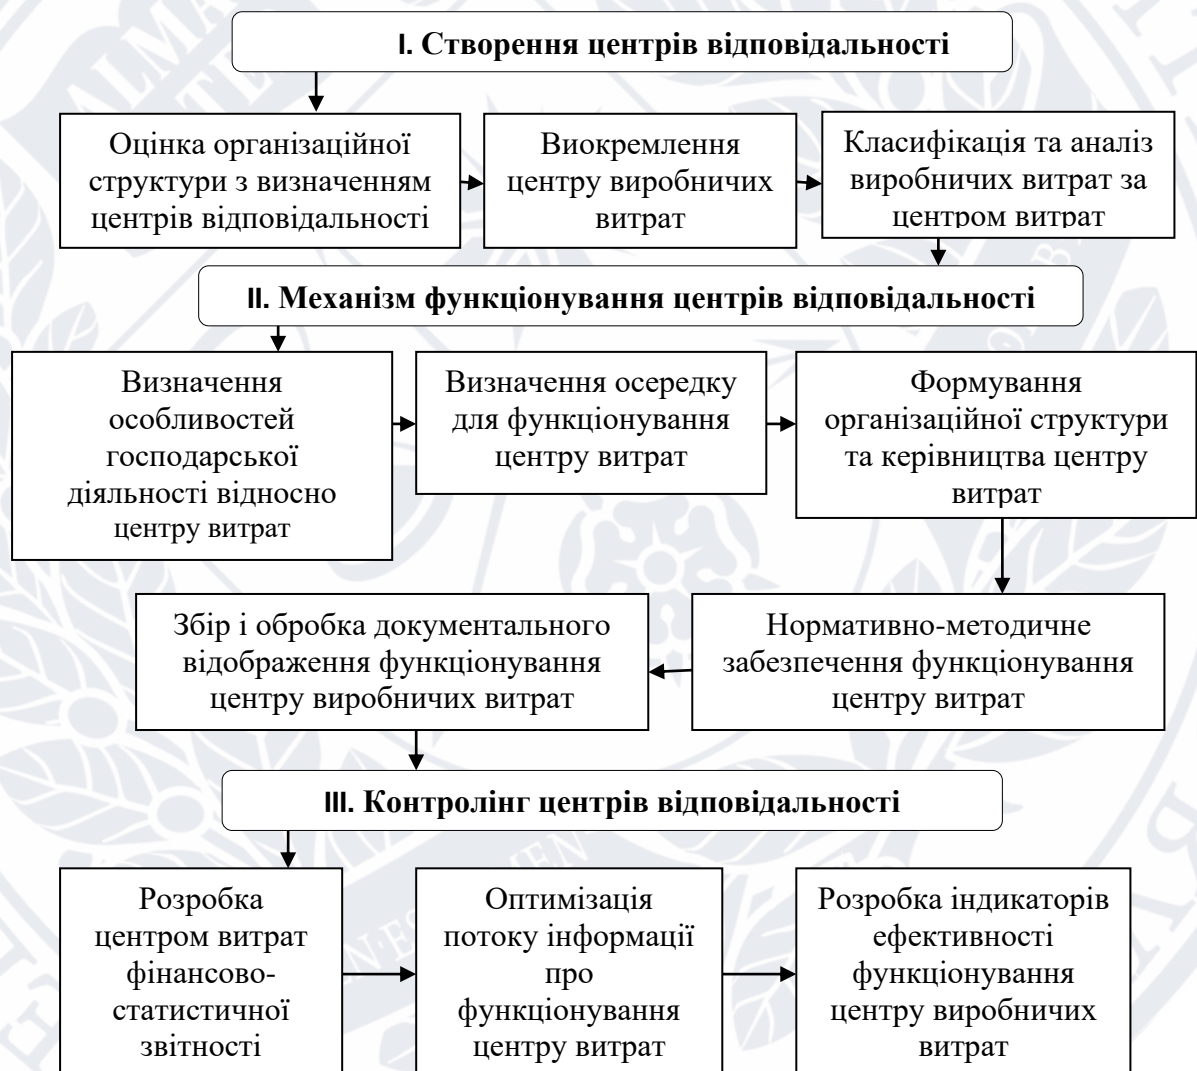 I. Створення центрів відповідальності
Оцінка організаційної
структури з визначенням
центрів відповідальності
Виокремлення
центру виробничих
витрат
Класифікація та аналіз
виробничих витрат за
центром витрат
II. Механізм функціонування центрів відповідальності
Визначення
особливостей
господарської
діяльності відносно
центру витрат
Визначення осередку
для функціонування
центру витрат
Формування
організаційної структури
та керівництва центру
витрат
Збір і обробка документального
відображення функціонування
центру виробничих витрат
Нормативно-методичне
забезпечення функціонування
центру витрат
III. Контролінг центрів відповідальності
Розробка
центром витрат
фінансово-
статистичної
звітності
Оптимізація
потоку інформації
про
функціонування
центру витрат
Розробка індикаторів
ефективності
функціонування
центру виробничих
витрат